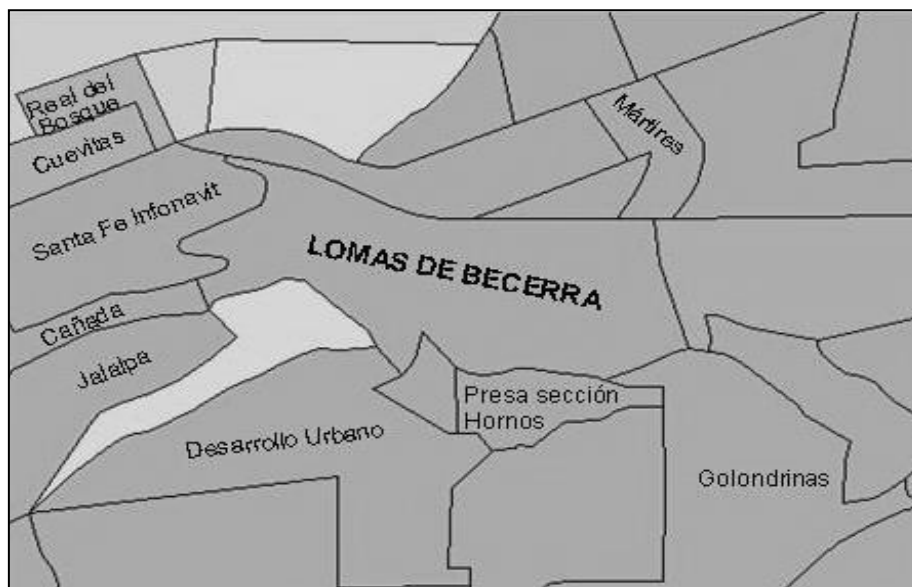 Real del
Bosque
Cuevitas
Mártires
Santa Fe Infonavit
LOMAS DE BECERRA
Cañada
Jalalpa
Presa sección
Hornos
Desarrollo Urbano
Golondrinas